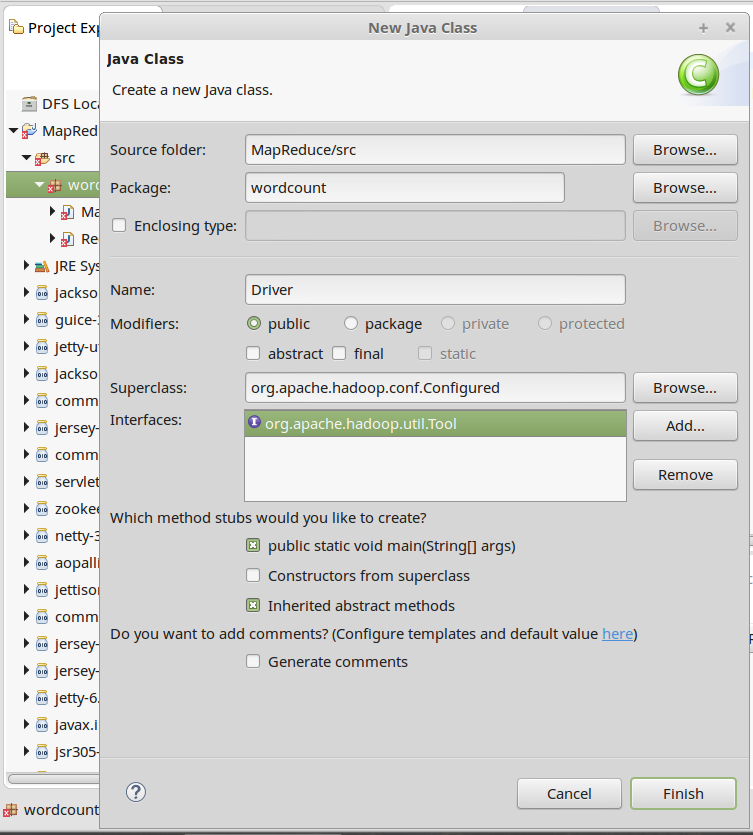 Project Exp
New Java Class
Java Class
Create a new Java class.
DFS Loca
MapRed
src
word
Ma
Re
JRE Sys
jackso
guice-
jetty-u
jackso
comm
jersey-
comm
servlet
zookee
netty-3
aopalli
jettison
comm
jersey-
jersey-
jetty-6.
javax.i
jsr305-
wordcount
Source folder: MapReduce/src Browse...
Package: wordcount Browse...
Enclosing type: Browse...
Name: Driver
Modifiers: public package private protected
abstract final static
Superclass: org.apache.hadoop.conf.Configured Browse...
Interfaces: org.apache.hadoop.util.Tool Add...
Remove
Which method stubs would you like to create?
public static void main(String[] args)
Constructors from superclass
Inherited abstract methods
Do you want to add comments? (Configure templates and default value here)
Generate comments
? Cancel Finish